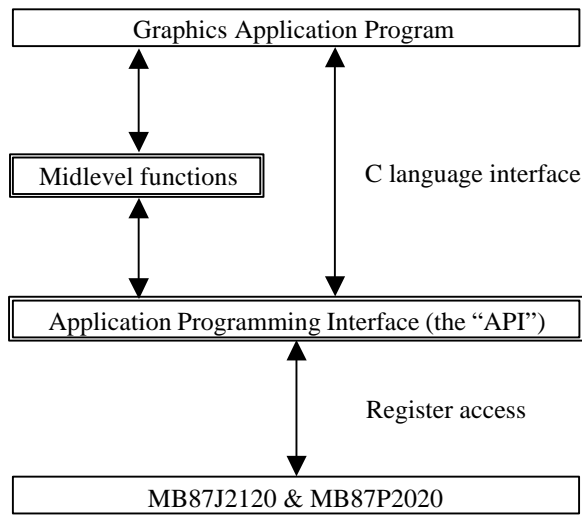 Graphics Application Program
Midlevel functions
C language interface
Application Programming Interface (the “API”)
Register access
MB87J2120 & MB87P2020